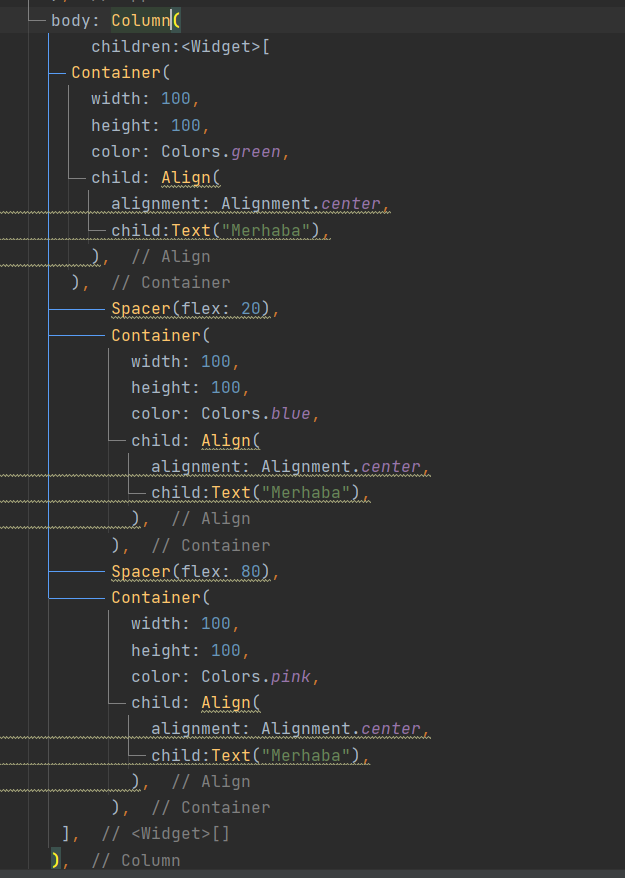 body: Column(
children:<Widget>[
Container(
width: 100,
height: 100,
color: Colors.green,
child: Align(
alignment: Alignment.center,
child:Text("Merhaba"),
), // Align
), // Container
Spacer(flex: 20),
Container(
width: 100,
height: 100,
color: Colors.blue,
child: Align(
alignment: Alignment.center,
child:Text("Merhaba"),
), // Align
), // Container
Spacer(flex: 80),
Container(
width: 100,
height: 100,
color: Colors.pink,
child: Align(
alignment: Alignment.center,
child:Text("Merhaba"),
), // Align
), // Container
], // <Widget>[]
), // Column